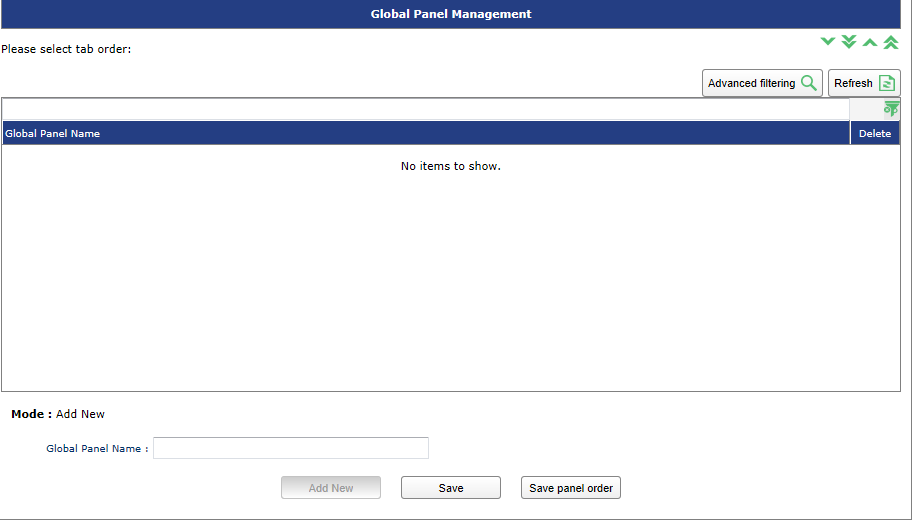 Global Panel Management
Please select tab order:
Advanced filtering
Refresh
Global Panel Name
Delete
No items to show.
Mode : Add New
Global Panel Name :
Add New
Save
Save panel order